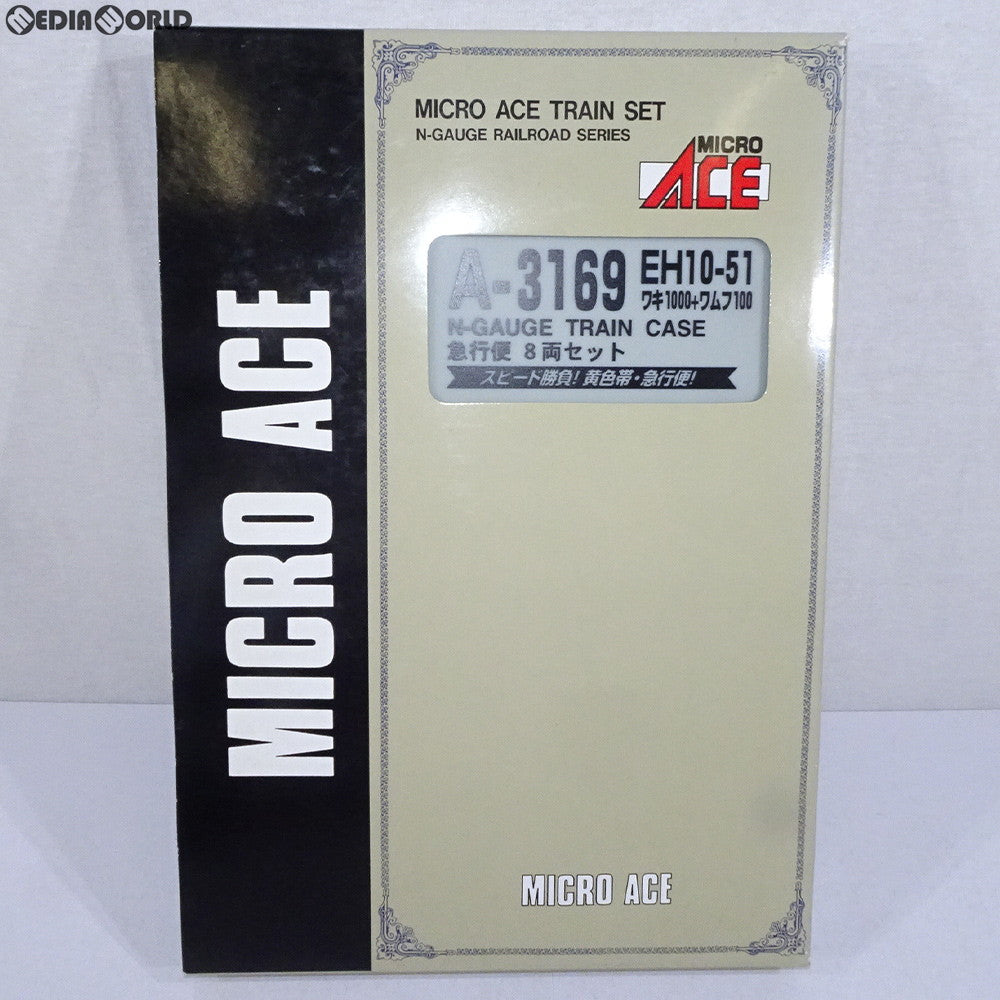 MEDIAWORLD
MICRO ACE
MICRO ACE TRAIN SET
N-GAUGE RAILROAD SERIES
MICRO
ACE
A-3169 EH10-51
ワキ1000+ワムフ100
N-GAUGE TRAIN CASE
急行便 8両セット
スピード勝負!黄色帯・急行便!
MICRO ACE